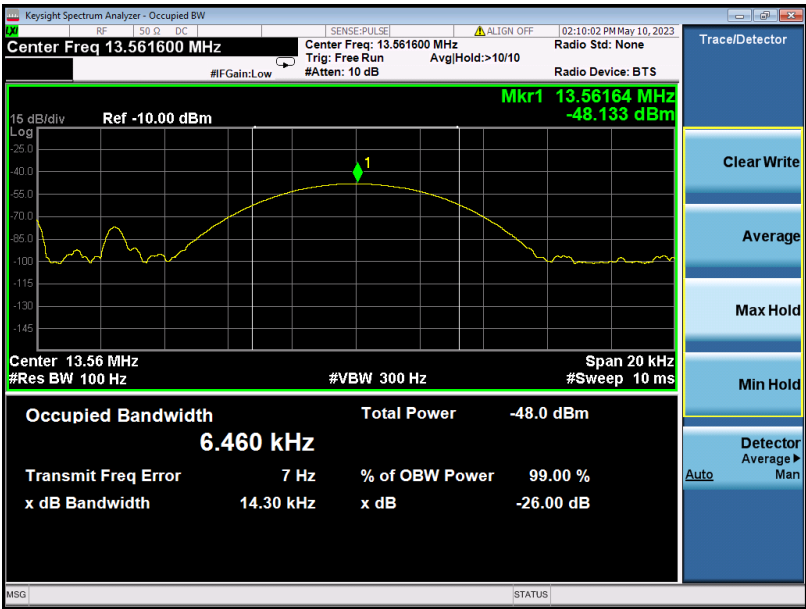 Keysight Spectrum Analyzer - Occupied BW
LXI RF 50 Ω DC SENSE:PULSE ALIGN OFF 02:10:02 PM May 10, 2023
Center Freq 13.561600 MHz
Center Freq: 13.561600 MHz
Radio Std: None
Trig: Free Run Avg|Hold:>10/10
#IFGain:Low #Atten: 10 dB Radio Device: BTS
Trace/Detector
Mkr1 13.56164 MHz
-48.133 dBm
15 dB/div Ref -10.00 dBm
Log
-25.0
-40.0
-55.0
-70.0
-85.0
-100
-115
-130
-145
1
Center 13.56 MHz Span 20 kHz
#Res BW 100 Hz #VBW 300 Hz #Sweep 10 ms
Occupied Bandwidth Total Power -48.0 dBm
6.460 kHz
Transmit Freq Error 7 Hz % of OBW Power 99.00 %
x dB Bandwidth 14.30 kHz x dB -26.00 dB
Clear Write
Average
Max Hold
Min Hold
Detector
Average▶
Auto Man
MSG STATUS